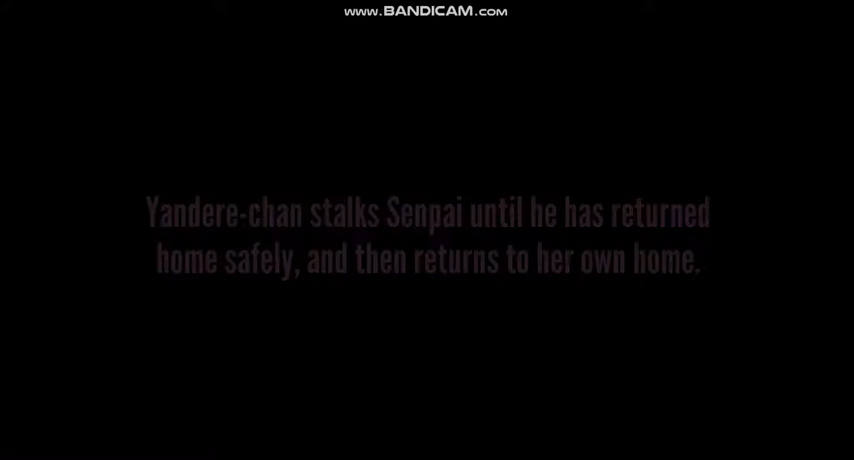 www.BANDICAM.com
Yandere-chan stalks Senpai until he has returned
home safely, and then returns to her own home.